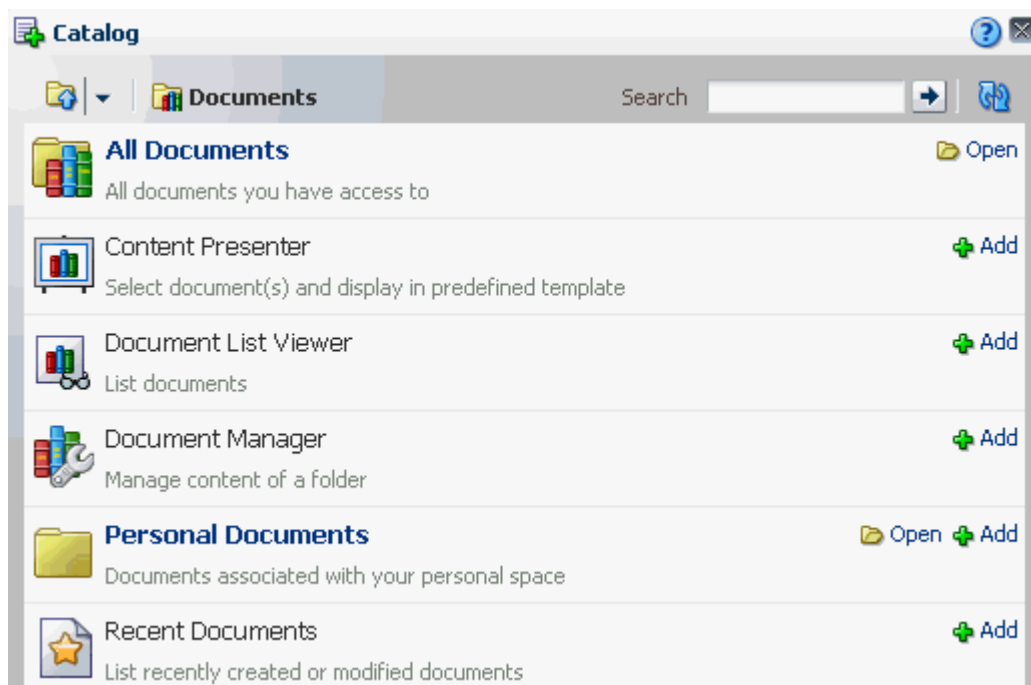 Catalog
Documents Search
All Documents Open
All documents you have access to
Content Presenter Add
Select document(s) and display in predefined template
Document List Viewer Add
List documents
Document Manager Add
Manage content of a folder
Personal Documents Open Add
Documents associated with your personal space
Recent Documents Add
List recently created or modified documents